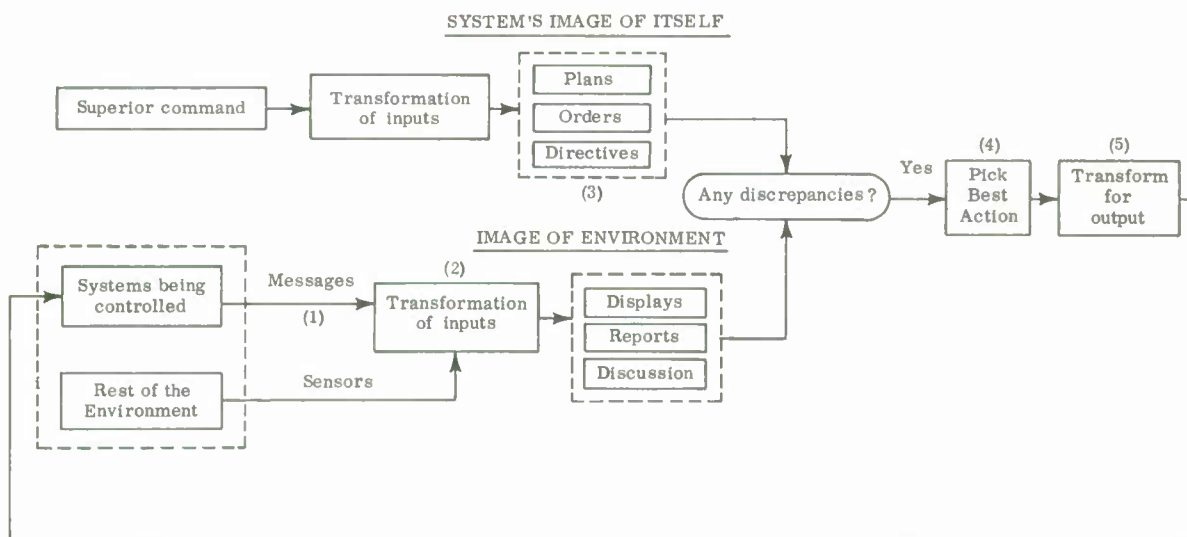 SYSTEM'S IMAGE OF ITSELF
Superior command
Transformation
of inputs
Plans
Orders
Directives
(3)
Any discrepancies?
Yes
(4)
Pick
Best
Action
(5)
Transform
for
output
IMAGE OF ENVIRONMENT
Systems being
controlled
Messages
(1)
(2)
Transformation
of inputs
Displays
Reports
Discussion
Rest of the
Environment
Sensors